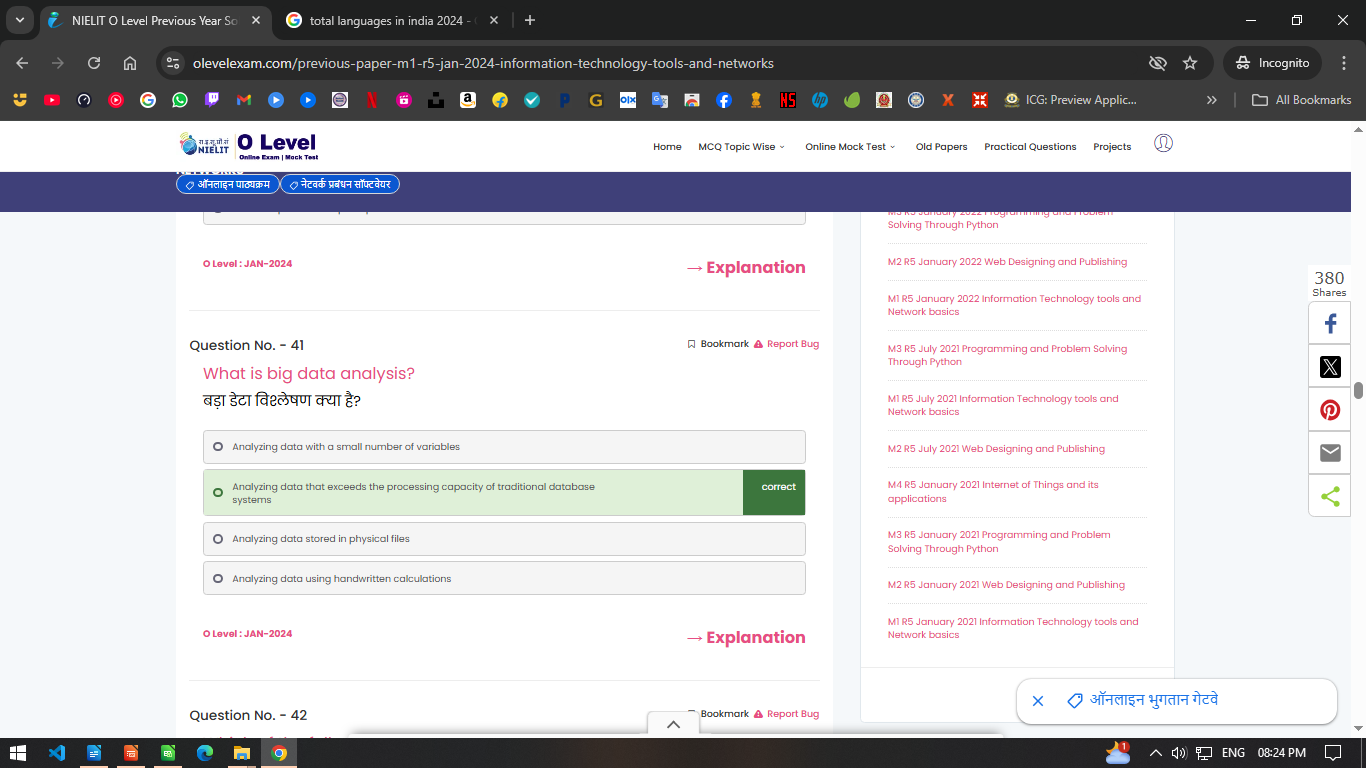 NIELIT O Level Previous Year So
total languages in india 2024 -
olevelexam.com/previous-paper-m1-r5-jan-2024-information-technology-tools-and-networks
Incognito
ICG: Preview Applic...
All Bookmarks
रा.इ.सू.प्रौ.सं
NIELIT
O Level
Online Exam | Mock Test
Home
MCQ Topic Wise
Online Mock Test
Old Papers
Practical Questions
Projects
ऑनलाइन पाठ्यक्रम
नेटवर्क प्रबंधन सॉफ्टवेयर
O Level : JAN-2024
→ Explanation
Question No. - 41
Bookmark
Report Bug
What is big data analysis?
बड़ा डेटा विश्लेषण क्या है?
Analyzing data with a small number of variables
Analyzing data that exceeds the processing capacity of traditional database
systems
correct
Analyzing data stored in physical files
Analyzing data using handwritten calculations
O Level : JAN-2024
→ Explanation
Question No. - 42
Bookmark
Report Bug
M3 R5 January 2022 Programming and Problem
Solving Through Python
M2 R5 January 2022 Web Designing and Publishing
M1 R5 January 2022 Information Technology tools and
Network basics
M3 R5 July 2021 Programming and Problem Solving
Through Python
M1 R5 July 2021 Information Technology tools and
Network basics
M2 R5 July 2021 Web Designing and Publishing
M4 R5 January 2021 Internet of Things and its
applications
M3 R5 January 2021 Programming and Problem
Solving Through Python
M2 R5 January 2021 Web Designing and Publishing
M1 R5 January 2021 Information Technology tools and
Network basics
380
Shares
ऑनलाइन भुगतान गेटवे
1
ENG
08:24 PM